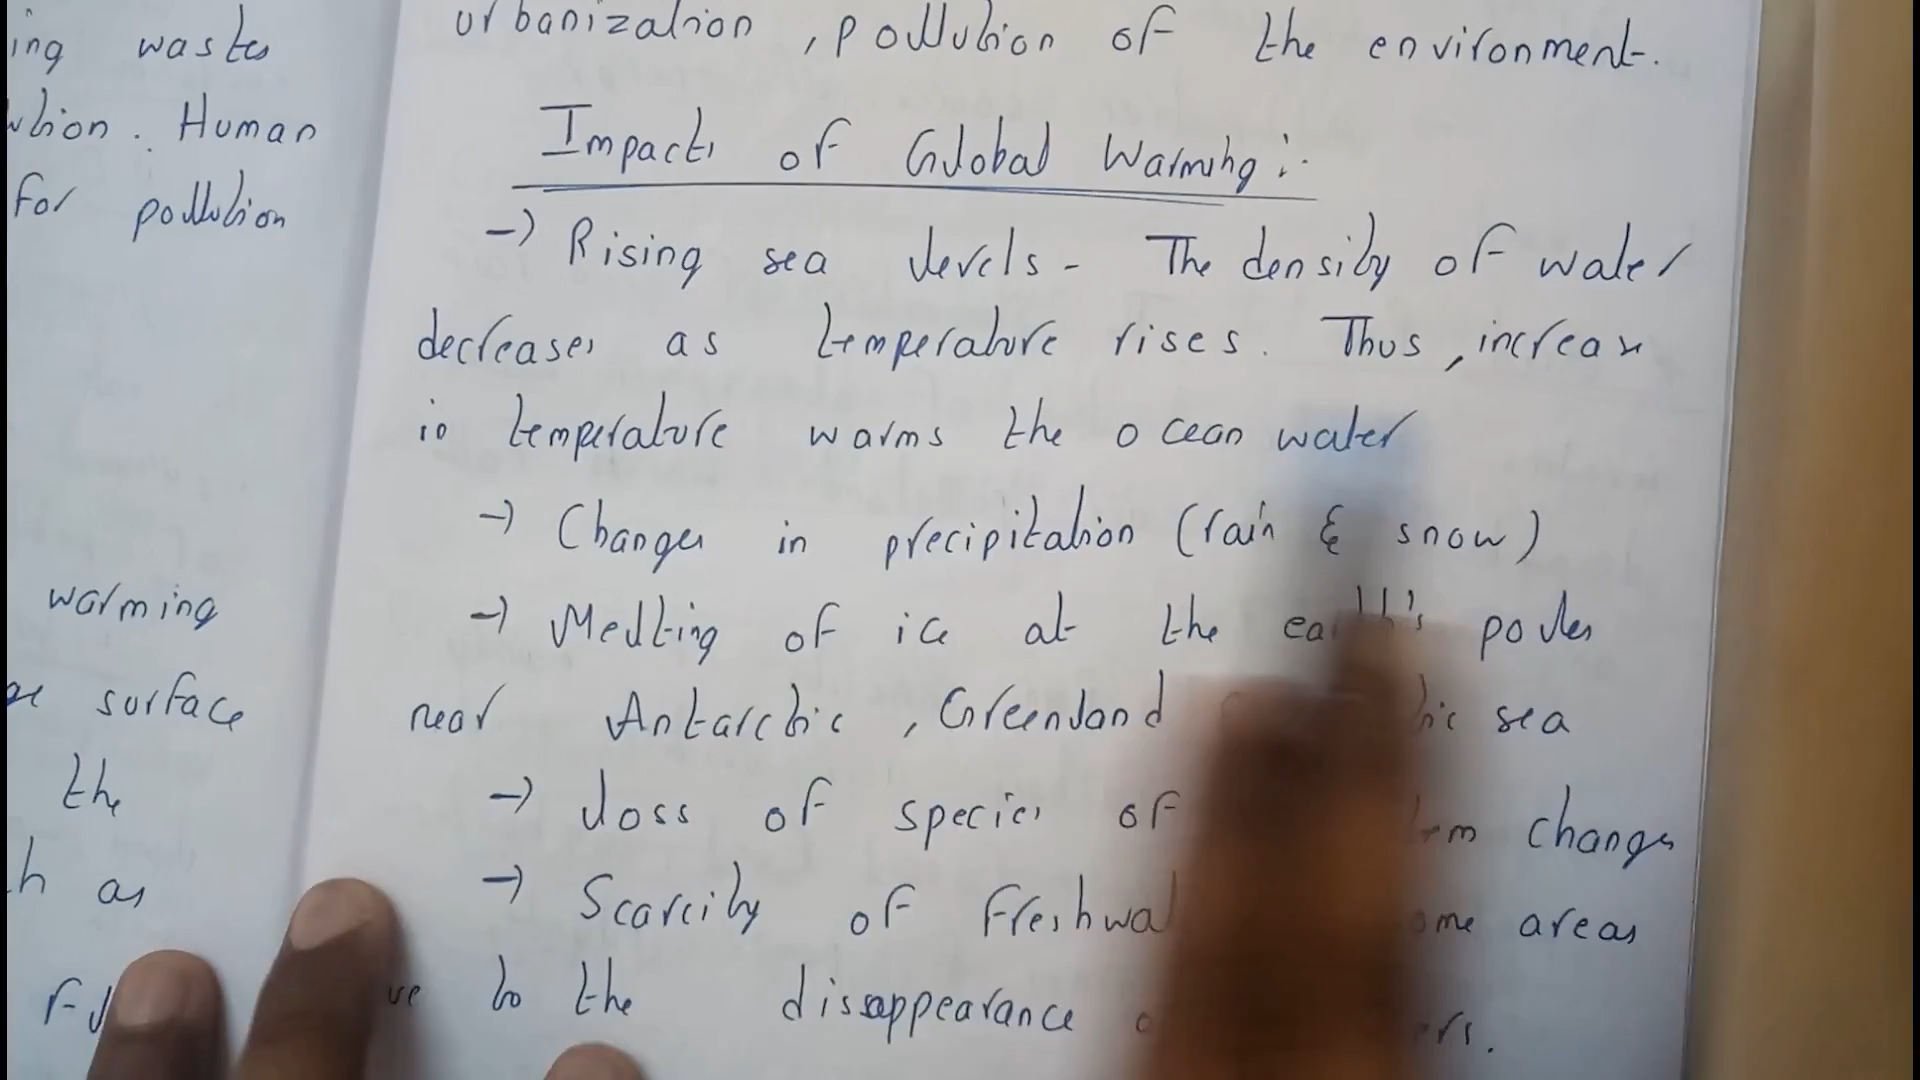 ing wastes
. Human
for pollution
warming
surface
the
as
urbanization, pollution of the environment.
Impacts of Global Warming:-
→ Rising sea levels - The density of water
decreases as temperature rises. Thus, increase
in temperature warms the ocean water
→ Changes in precipitation (rain & snow)
→ Melting of ice at the earth's poles
near Antarctic, Greenland sea
→ Loss of species of changes
→ Scarcity of areas
to the disappearance